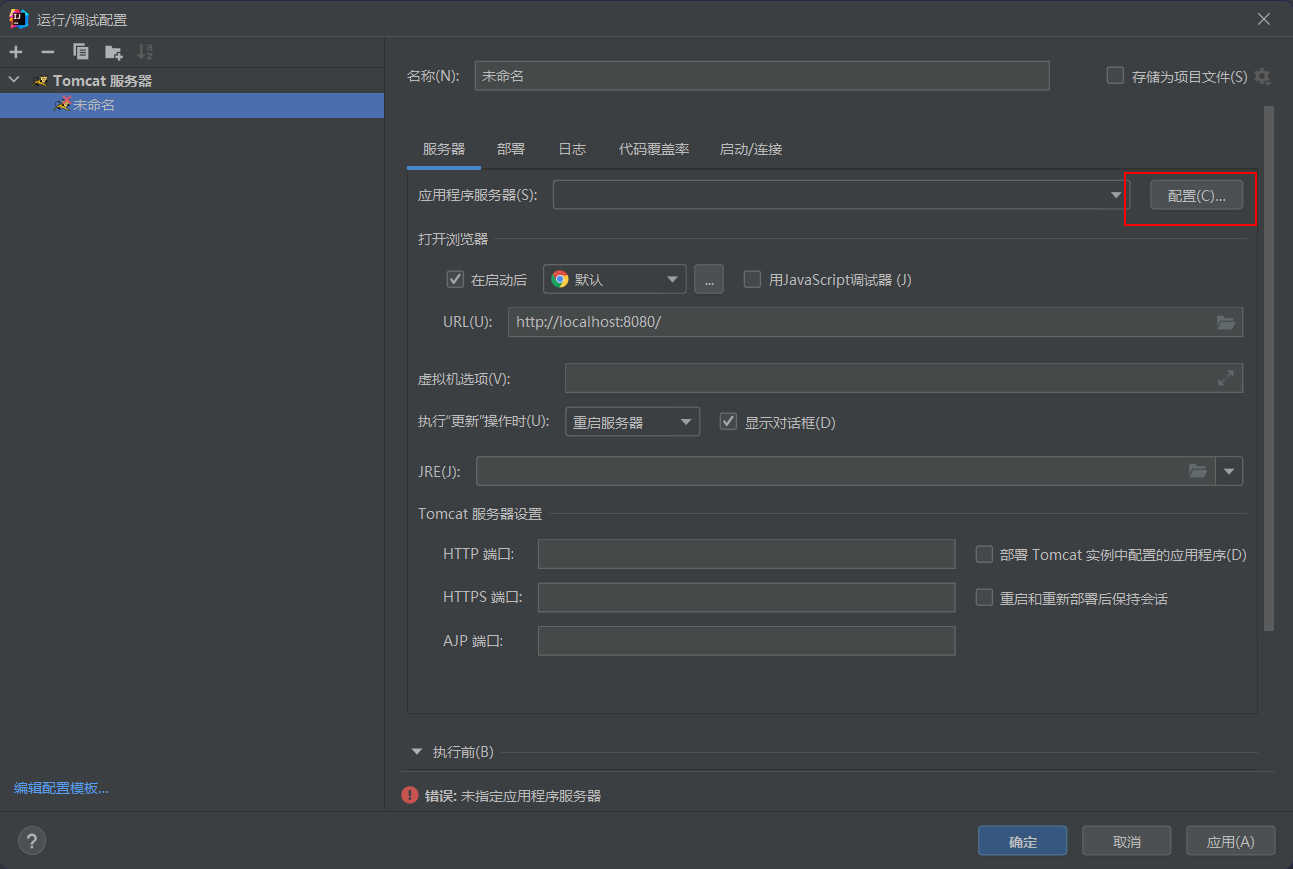 运行/调试配置
Tomcat 服务器
未命名
编辑配置模板...
名称(N): 未命名 存储为项目文件(S)
服务器 部署 日志 代码覆盖率 启动/连接
应用程序服务器(S): 配置(C)...
打开浏览器
在启动后 默认 ... 用JavaScript调试器 (J)
URL(U): http://localhost:8080/
虚拟机选项(V):
执行"更新"操作时(U): 重启服务器 显示对话框(D)
JRE(J):
Tomcat 服务器设置
HTTP 端口: 部署 Tomcat 实例中配置的应用程序(D)
HTTPS 端口: 重启和重新部署后保持会话
AJP 端口:
执行前(B)
错误: 未指定应用程序服务器
? 确定 取消 应用(A)